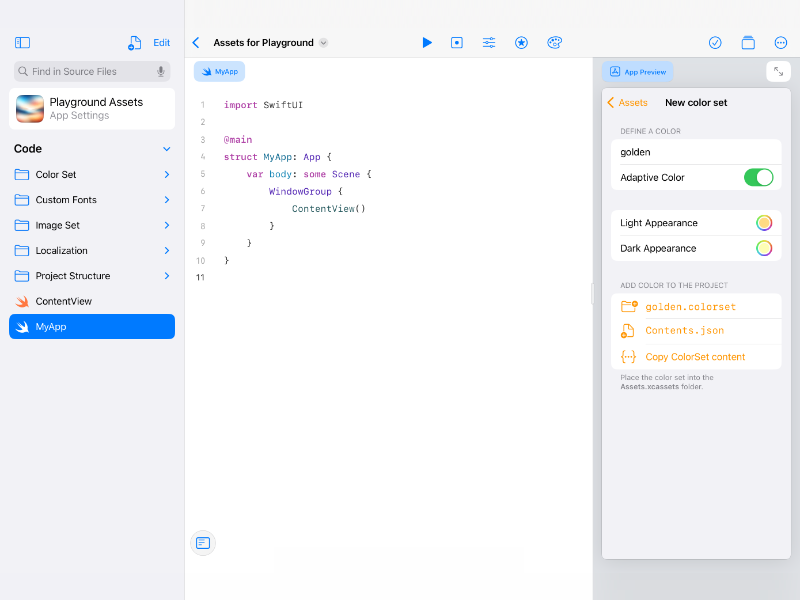 Edit
Assets for Playground
Find in Source Files
Playground Assets
App Settings
Code
Color Set
Custom Fonts
Image Set
Localization
Project Structure
ContentView
MyApp
MyApp
1 import SwiftUI
2
3 @main
4 struct MyApp: App {
5 var body: some Scene {
6 WindowGroup {
7 ContentView()
8 }
9 }
10 }
11
App Preview
Assets
New color set
DEFINE A COLOR
golden
Adaptive Color
Light Appearance
Dark Appearance
ADD COLOR TO THE PROJECT
golden.colorset
Contents.json
Copy ColorSet content
Place the color set into the
Assets.xcassets folder.